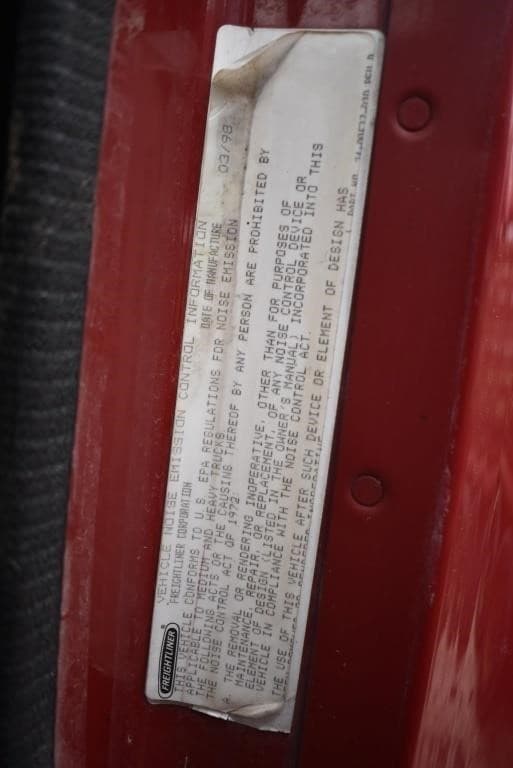 VEHICLE NOISE EMISSION CONTROL INFORMATION
FREIGHTLINER®
FREIGHTLINER CORPORATION DATE OF MANUFACTURE 03/98
THIS VEHICLE CONFORMS TO U.S. EPA REGULATIONS FOR NOISE EMISSION
APPLICABLE TO MEDIUM AND HEAVY TRUCKS
THE FOLLOWING ACTS OR THE CAUSING THEREOF BY ANY PERSON ARE PROHIBITED BY
THE NOISE CONTROL ACT OF 1972
A. THE REMOVAL OR RENDERING INOPERATIVE, OTHER THAN FOR PURPOSES OF
MAINTENANCE, REPAIR, OR REPLACEMENT, OF ANY NOISE CONTROL DEVICE OR
ELEMENT OF DESIGN (LISTED IN THE OWNER'S MANUAL) INCORPORATED INTO THIS
VEHICLE IN COMPLIANCE WITH THE NOISE CONTROL ACT.
THE USE OF THIS VEHICLE AFTER SUCH DEVICE OR ELEMENT OF DESIGN HAS